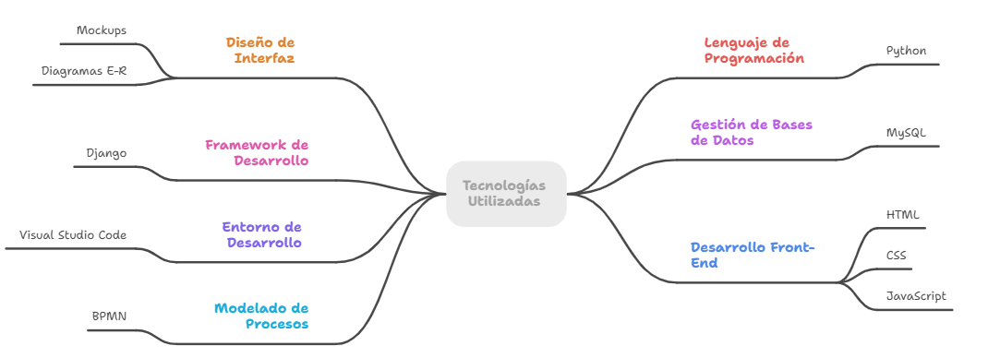 Mockups
Diagramas E-R
Diseño de
Interfaz
Django
Framework de
Desarrollo
Visual Studio Code
Entorno de
Desarrollo
BPMN
Modelado de
Procesos
Tecnologías
Utilizadas
Lenguaje de
Programación
Python
Gestión de Bases
de Datos
MySQL
Desarrollo Front-
End
HTML
CSS
JavaScript